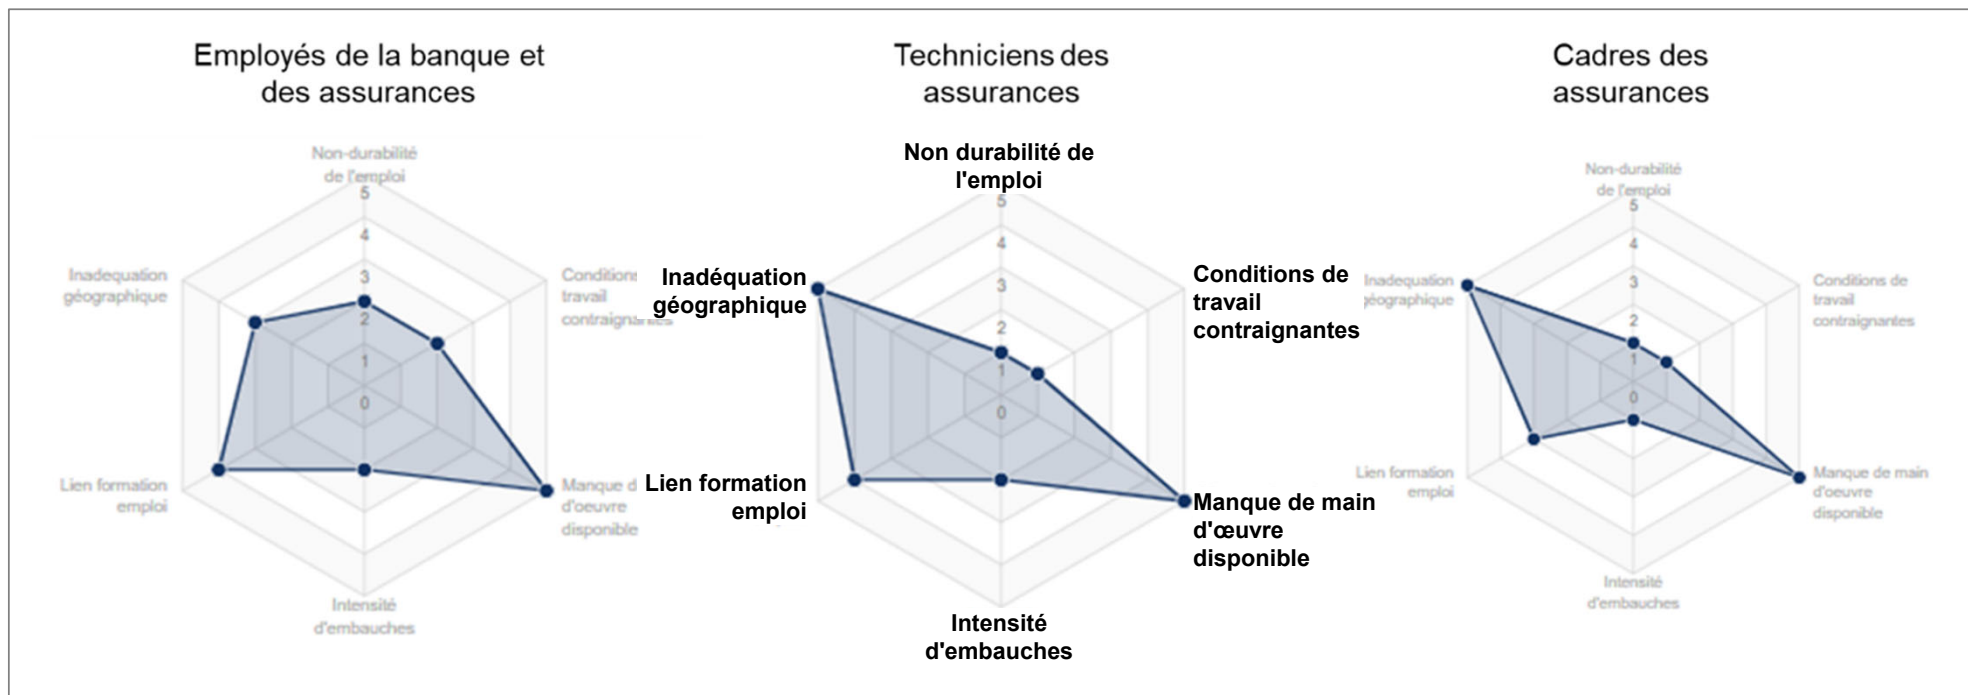 Employés de la banque et
des assurances
Non-durabilité
de l'emploi
5
4
3
2
1
0
Inadequation
géographique
Conditions
travail
contraignantes
Lien formation
emploi
Manque d
d'oeuvre
disponible
Intensité
d'embauches
Techniciens des
assurances
Non durabilité de
l'emploi
5
4
3
2
1
0
Inadéquation
géographique
Conditions de
travail
contraignantes
Lien formation
emploi
Manque de main
d'œuvre
disponible
Intensité
d'embauches
Cadres des
assurances
Non-durabilité
de l'emploi
5
4
3
2
1
0
Inadequation
géographique
Conditions de
travail
contraignantes
Lien formation
emploi
Manque de main
d'oeuvre
disponible
Intensité
d'embauches